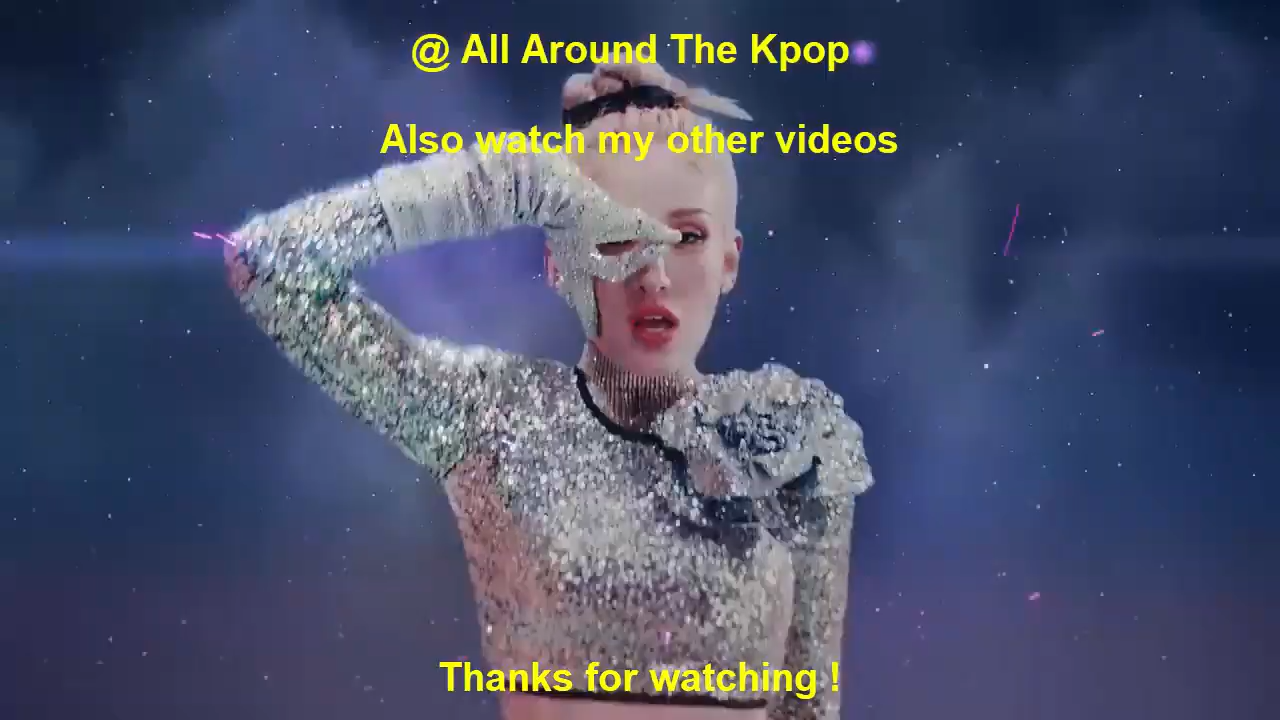 @ All Around The Kpop
Also watch my other videos
Thanks for watching !